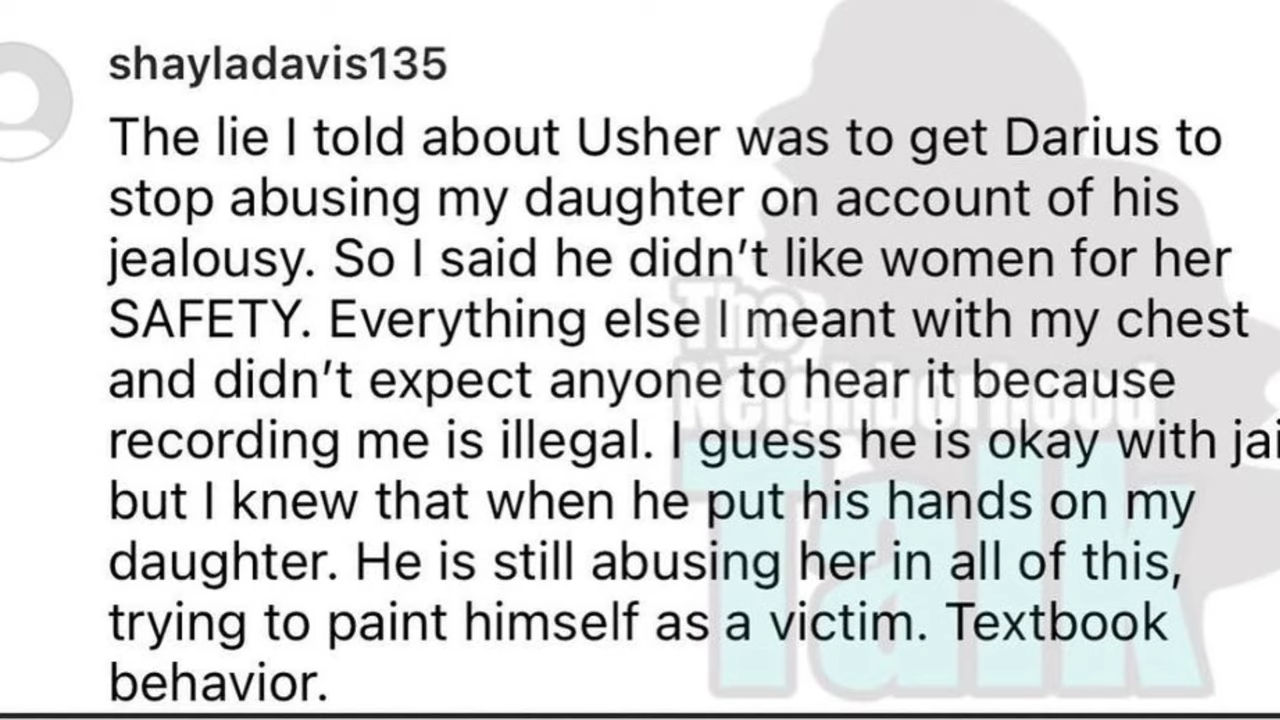 shayladavis135
The lie I told about Usher was to get Darius to
stop abusing my daughter on account of his
jealousy. So I said he didn’t like women for her
SAFETY. Everything else I meant with my chest
and didn’t expect anyone to hear it because
recording me is illegal. I guess he is okay with jai
but I knew that when he put his hands on my
daughter. He is still abusing her in all of this,
trying to paint himself as a victim. Textbook
behavior.
The
Neighborhood
Talk